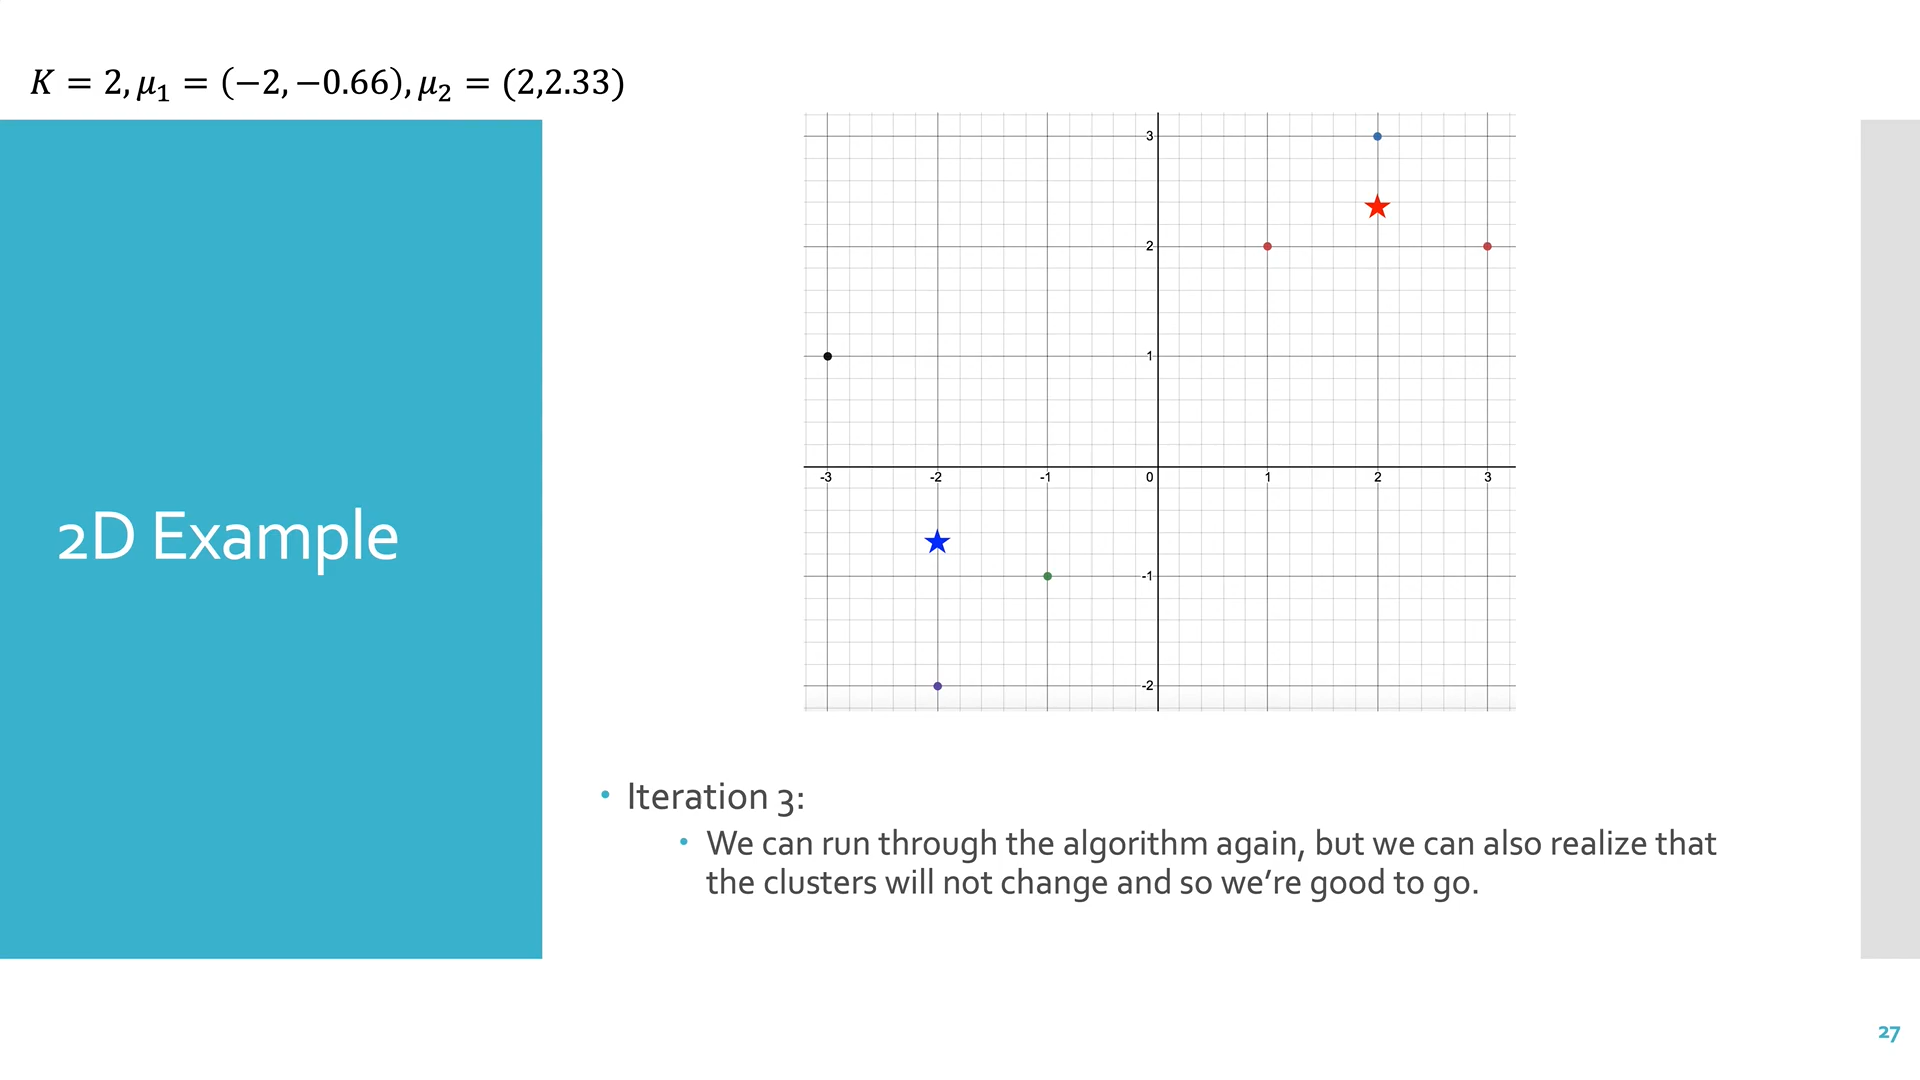 K = 2, μ₁ = (−2, −0.66), μ₂ = (2,2.33)
2D Example
3
2
1
-3 -2 -1 0 1 2 3
-1
-2
• Iteration 3:
• We can run through the algorithm again, but we can also realize that
the clusters will not change and so we’re good to go.
27